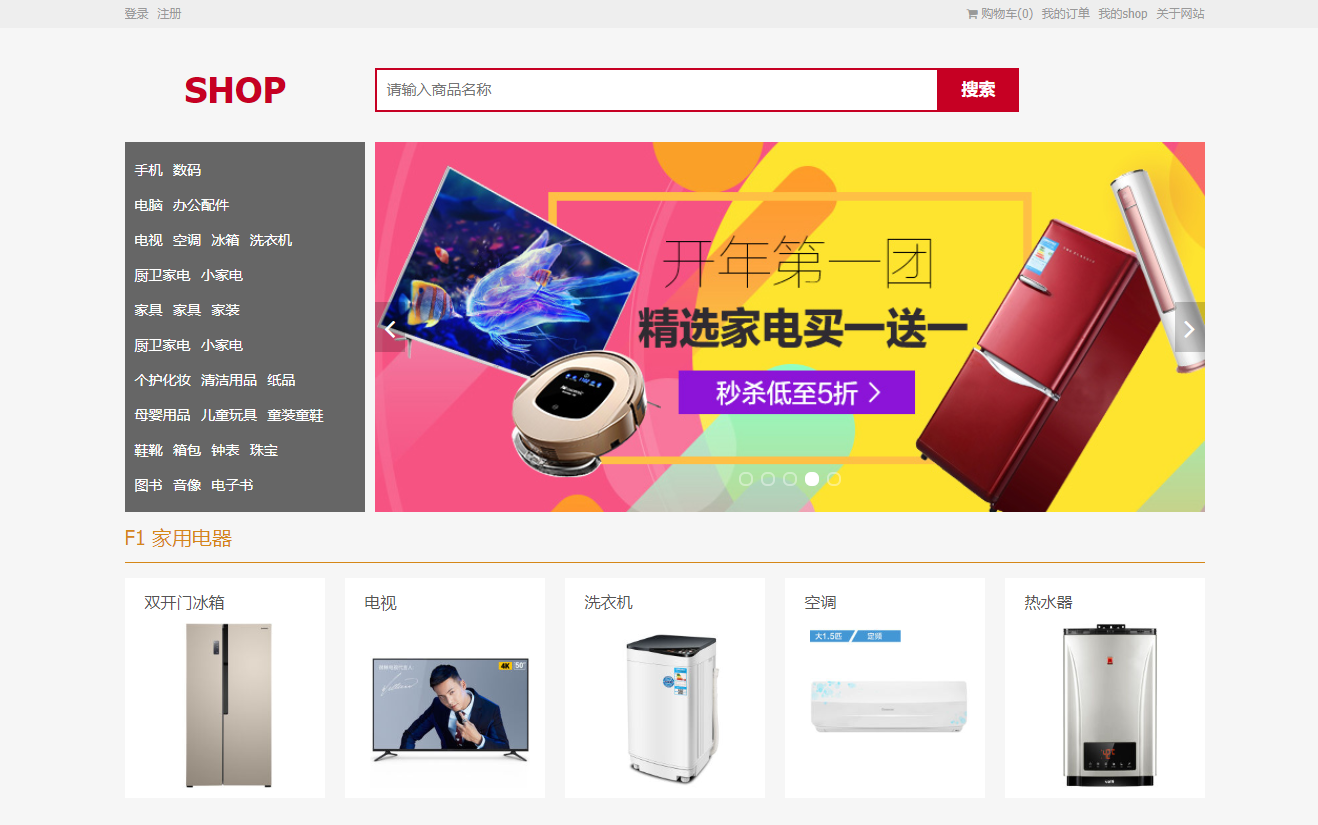 登录 注册
购物车(0) 我的订单 我的shop 关于网站
SHOP
请输入商品名称
搜索
手机 数码
电脑 办公配件
电视 空调 冰箱 洗衣机
厨卫家电 小家电
家具 家具 家装
厨卫家电 小家电
个护化妆 清洁用品 纸品
母婴用品 儿童玩具 童装童鞋
鞋靴 箱包 钟表 珠宝
图书 音像 电子书
开年第一团
精选家电买一送一
秒杀低至5折
F1 家用电器
双开门冰箱
电视
洗衣机
空调
热水器
4K 50"
大1.5匹 定频